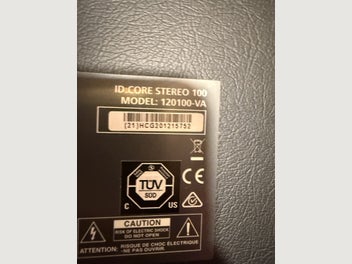 ID:CORE STEREO 100
MODEL: 120100-VA
(21)HCG201215752
TÜV
SÜD
C US
CAUTION
RISK OF ELECTRIC SHOCK
DO NOT OPEN
ATTENTION: RISQUE DE CHOC ÉLECTRIQUE
NE PAS OUVRIR